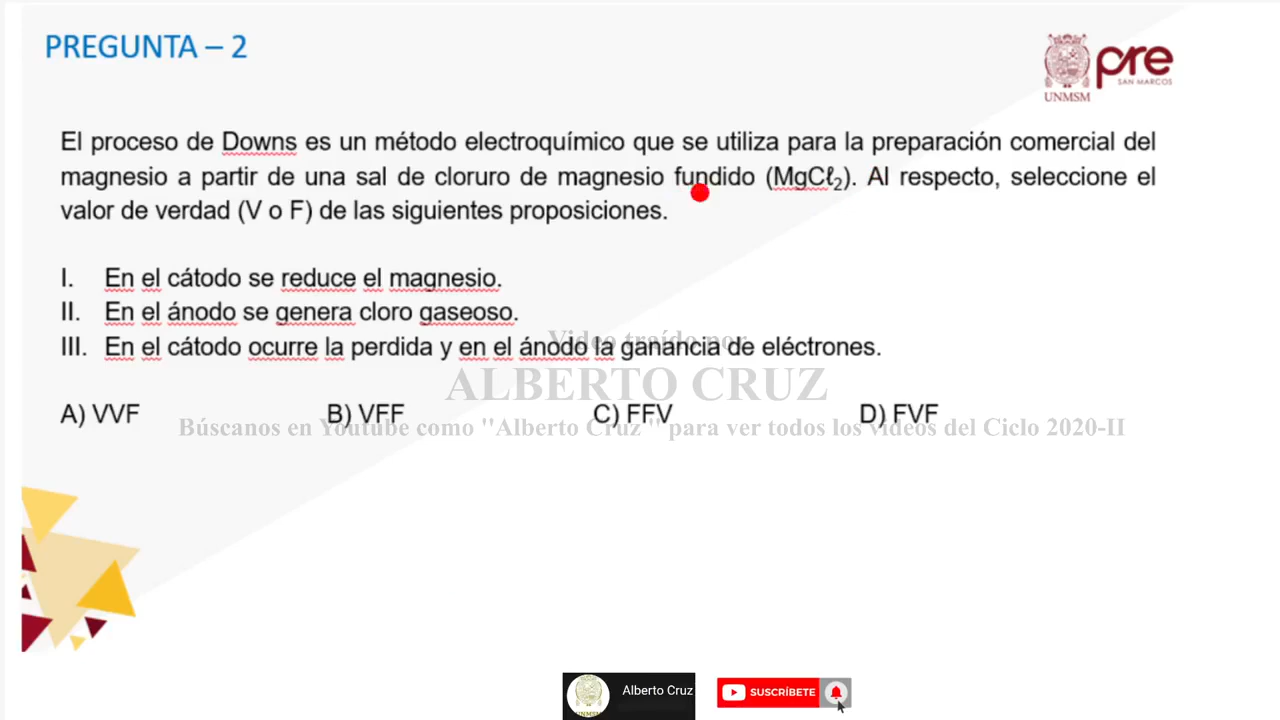 PREGUNTA – 2
pre
SAN MARCOS
UNMSM
El proceso de Downs es un método electroquímico que se utiliza para la preparación comercial del
magnesio a partir de una sal de cloruro de magnesio fundido (MgCℓ₂). Al respecto, seleccione el
valor de verdad (V o F) de las siguientes proposiciones.
I. En el cátodo se reduce el magnesio.
II. En el ánodo se genera cloro gaseoso.
Video traído por
III. En el cátodo ocurre la perdida y en el ánodo la ganancia de eléctrones.
ALBERTO CRUZ
A) VVF B) VFF C) FFV D) FVF
Búscanos en Youtube como "Alberto Cruz " para ver todos los videos del Ciclo 2020-II
UNMSM
Alberto Cruz
SUSCRÍBETE